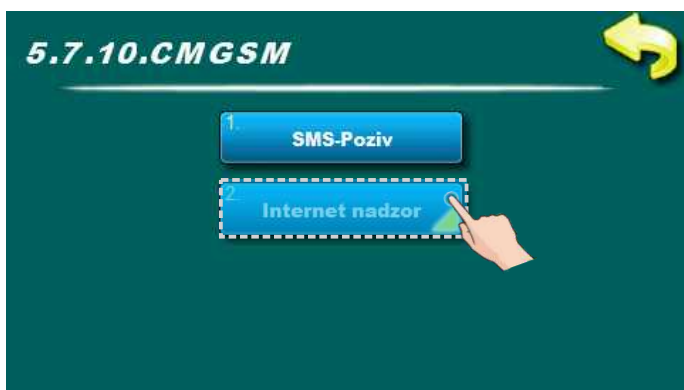 5.7.10.CMGSM
1. SMS-Poziv
2. Internet nadzor